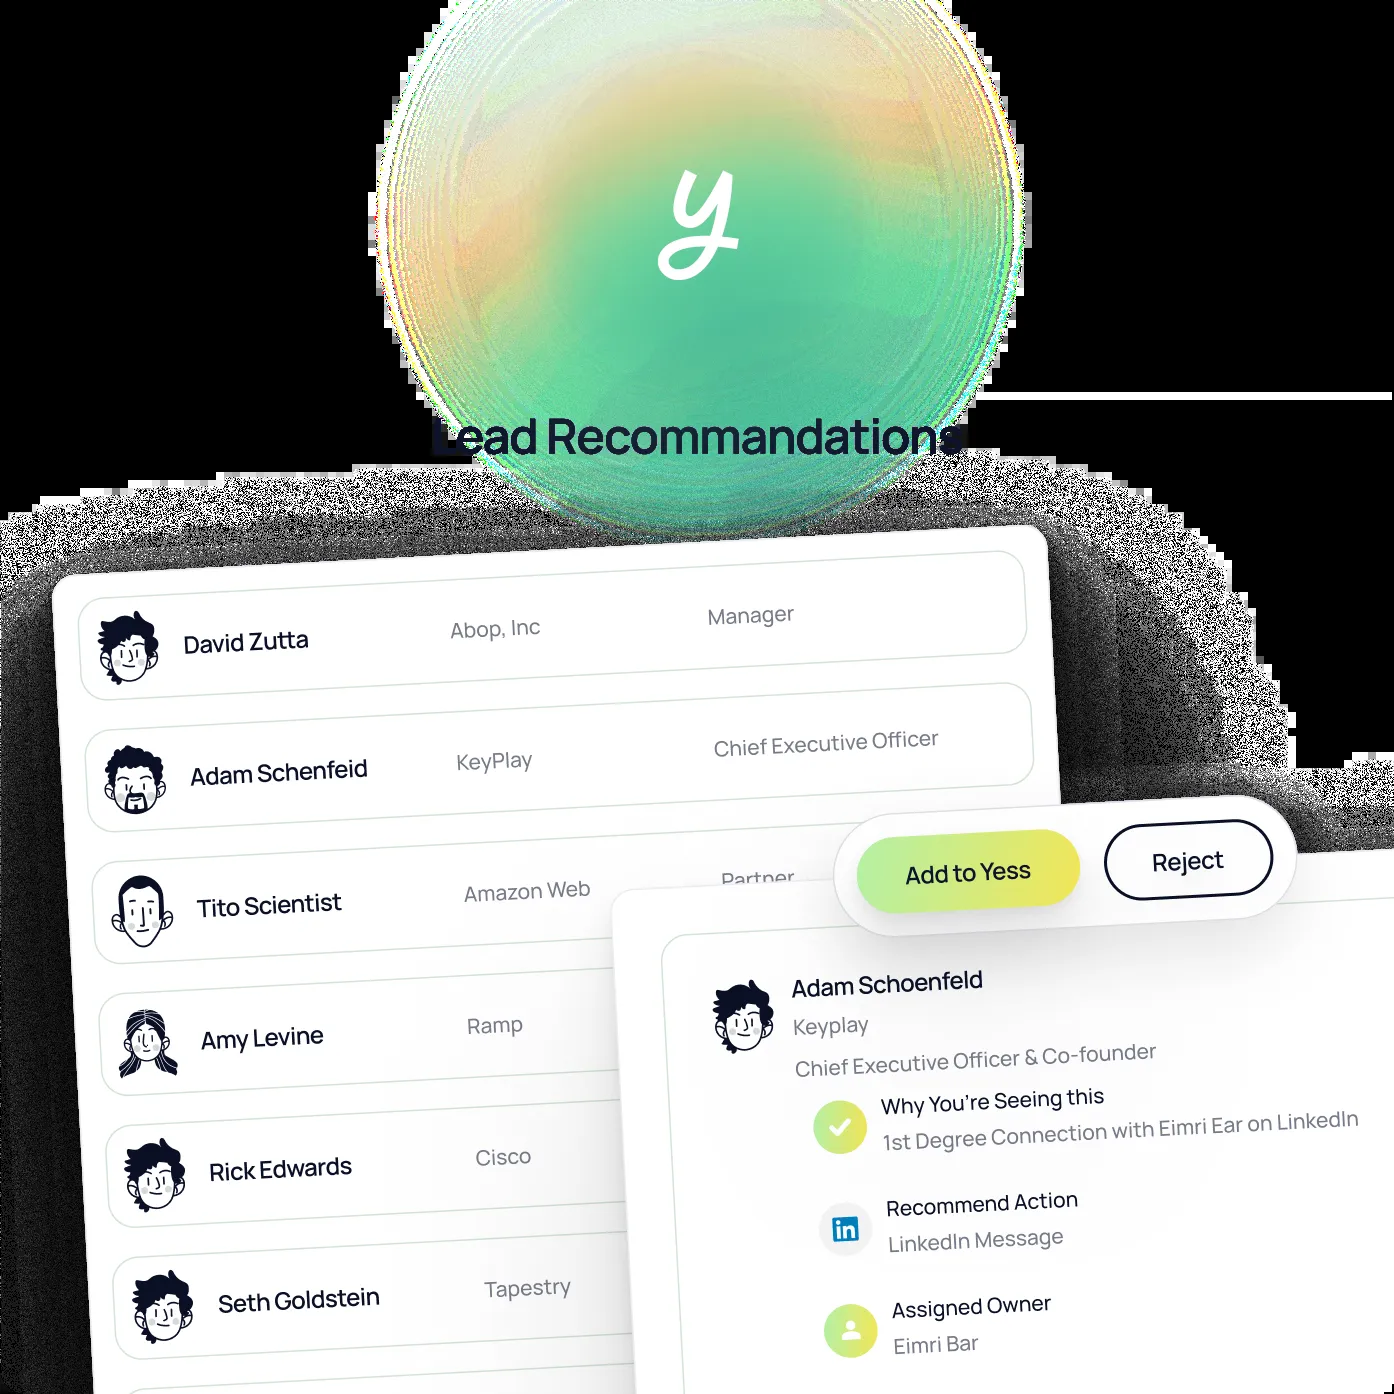 y
Lead Recommandations
David Zutta Abop, Inc Manager
Adam Schenfeid KeyPlay Chief Executive Officer
Tito Scientist Amazon Web Partner
Add to Yess Reject
Amy Levine Ramp
Rick Edwards Cisco
Seth Goldstein Tapestry
Adam Schoenfeld
Keyplay
Chief Executive Officer & Co-founder
Why You're Seeing this
1st Degree Connection with Eimri Ear on LinkedIn
in
Recommend Action
LinkedIn Message
Assigned Owner
Eimri Bar